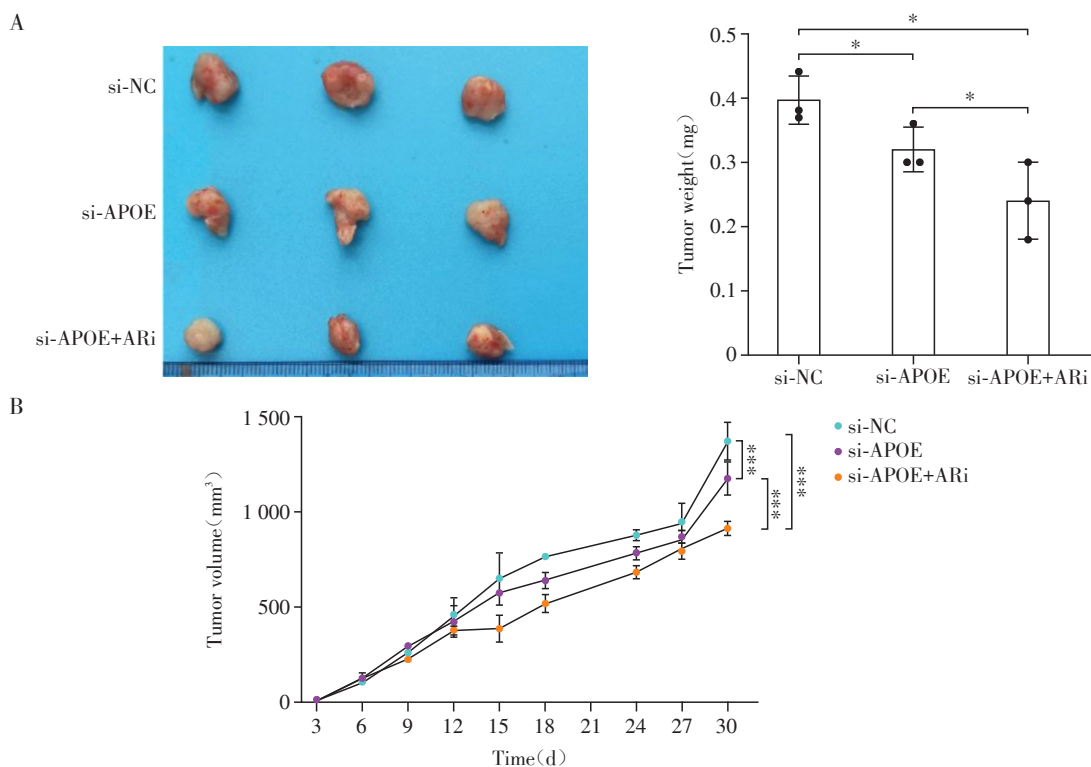 A
si-NC
si-APOE
si-APOE+ARi
Tumor weight(mg)
0.5
0.4
0.3
0.2
0.1
0
*
*
*
si-NC
si-APOE
si-APOE+ARi
B
Tumor volume(mm³)
1 500
1 000
500
0
3 6 9 12 15 18 21 24 27 30
Time(d)
si-NC
si-APOE
si-APOE+ARi
***
***
***